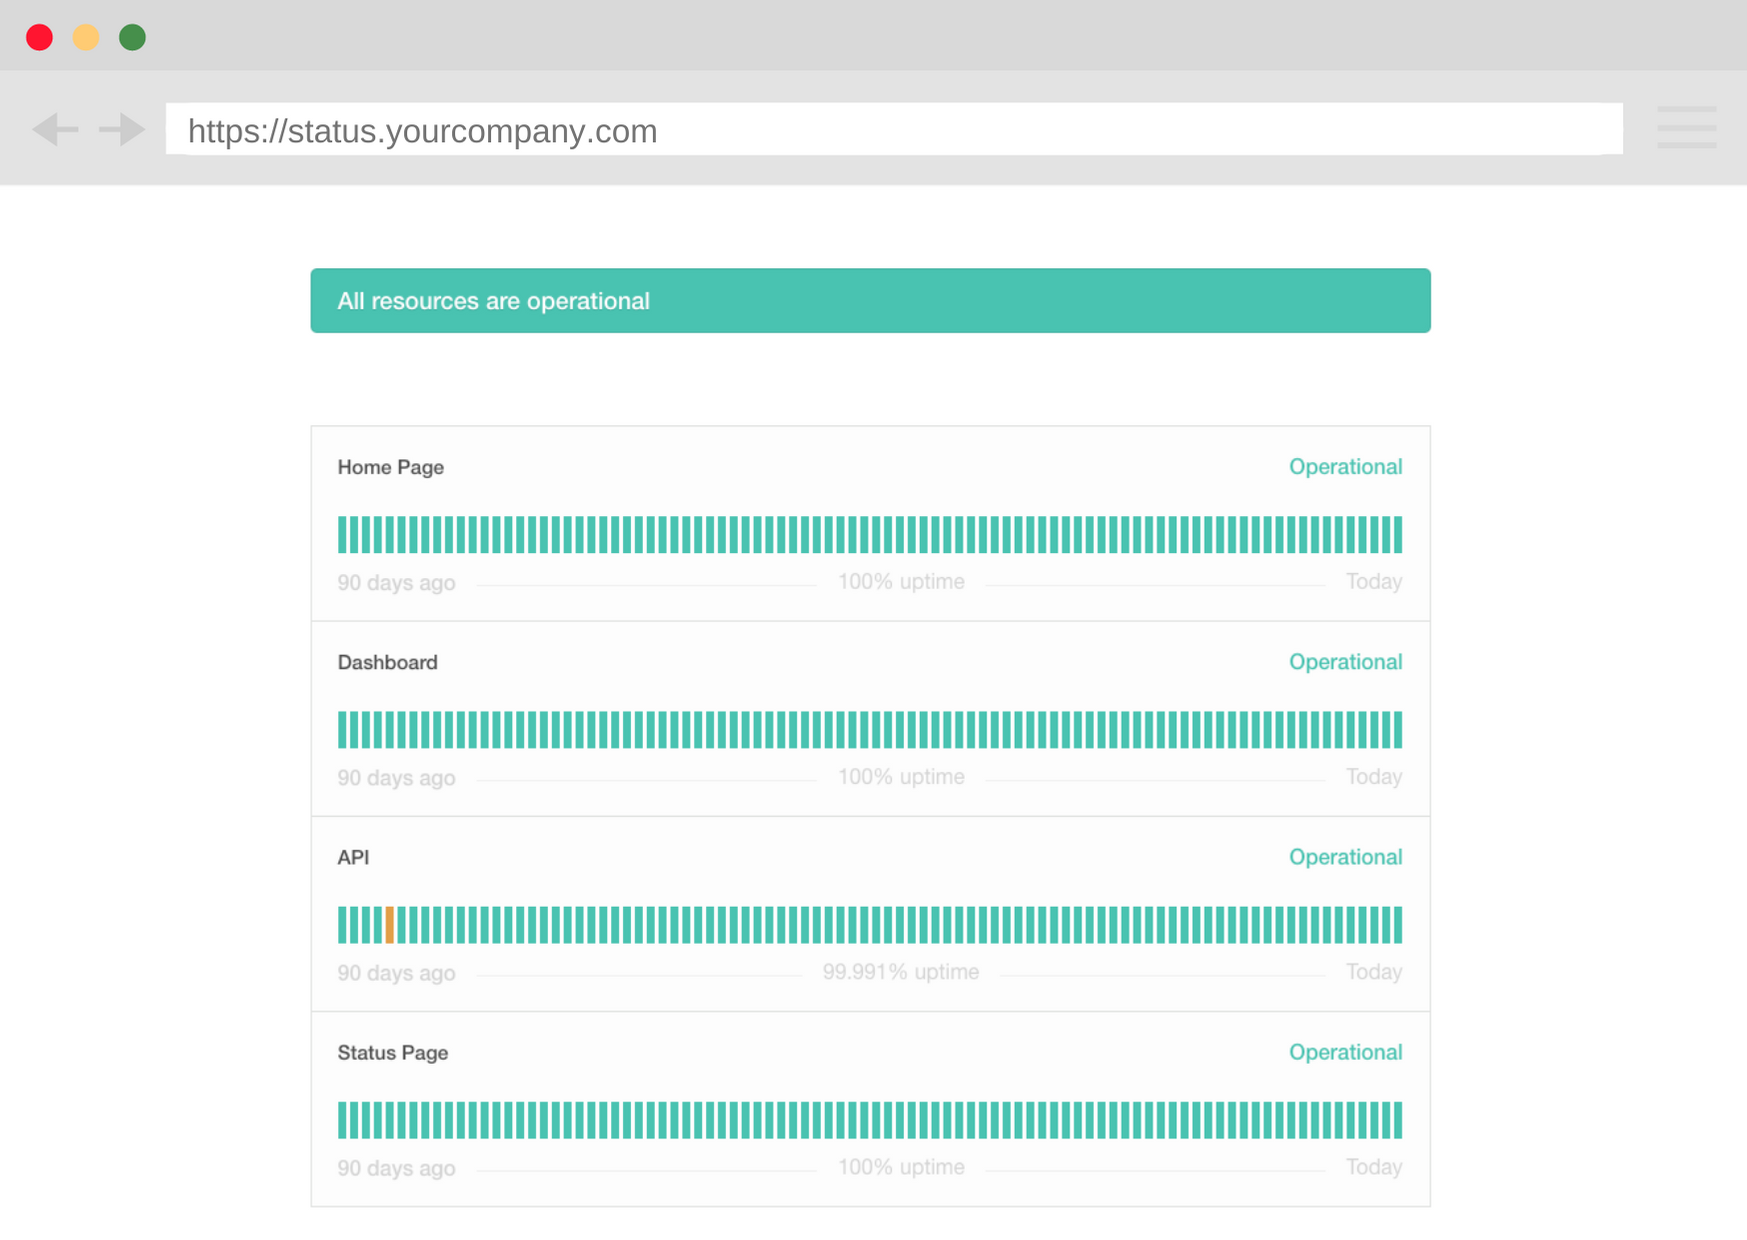 https://status.yourcompany.com
All resources are operational
Home Page Operational
90 days ago 100% uptime Today
Dashboard Operational
90 days ago 100% uptime Today
API Operational
90 days ago 99.991% uptime Today
Status Page Operational
90 days ago 100% uptime Today